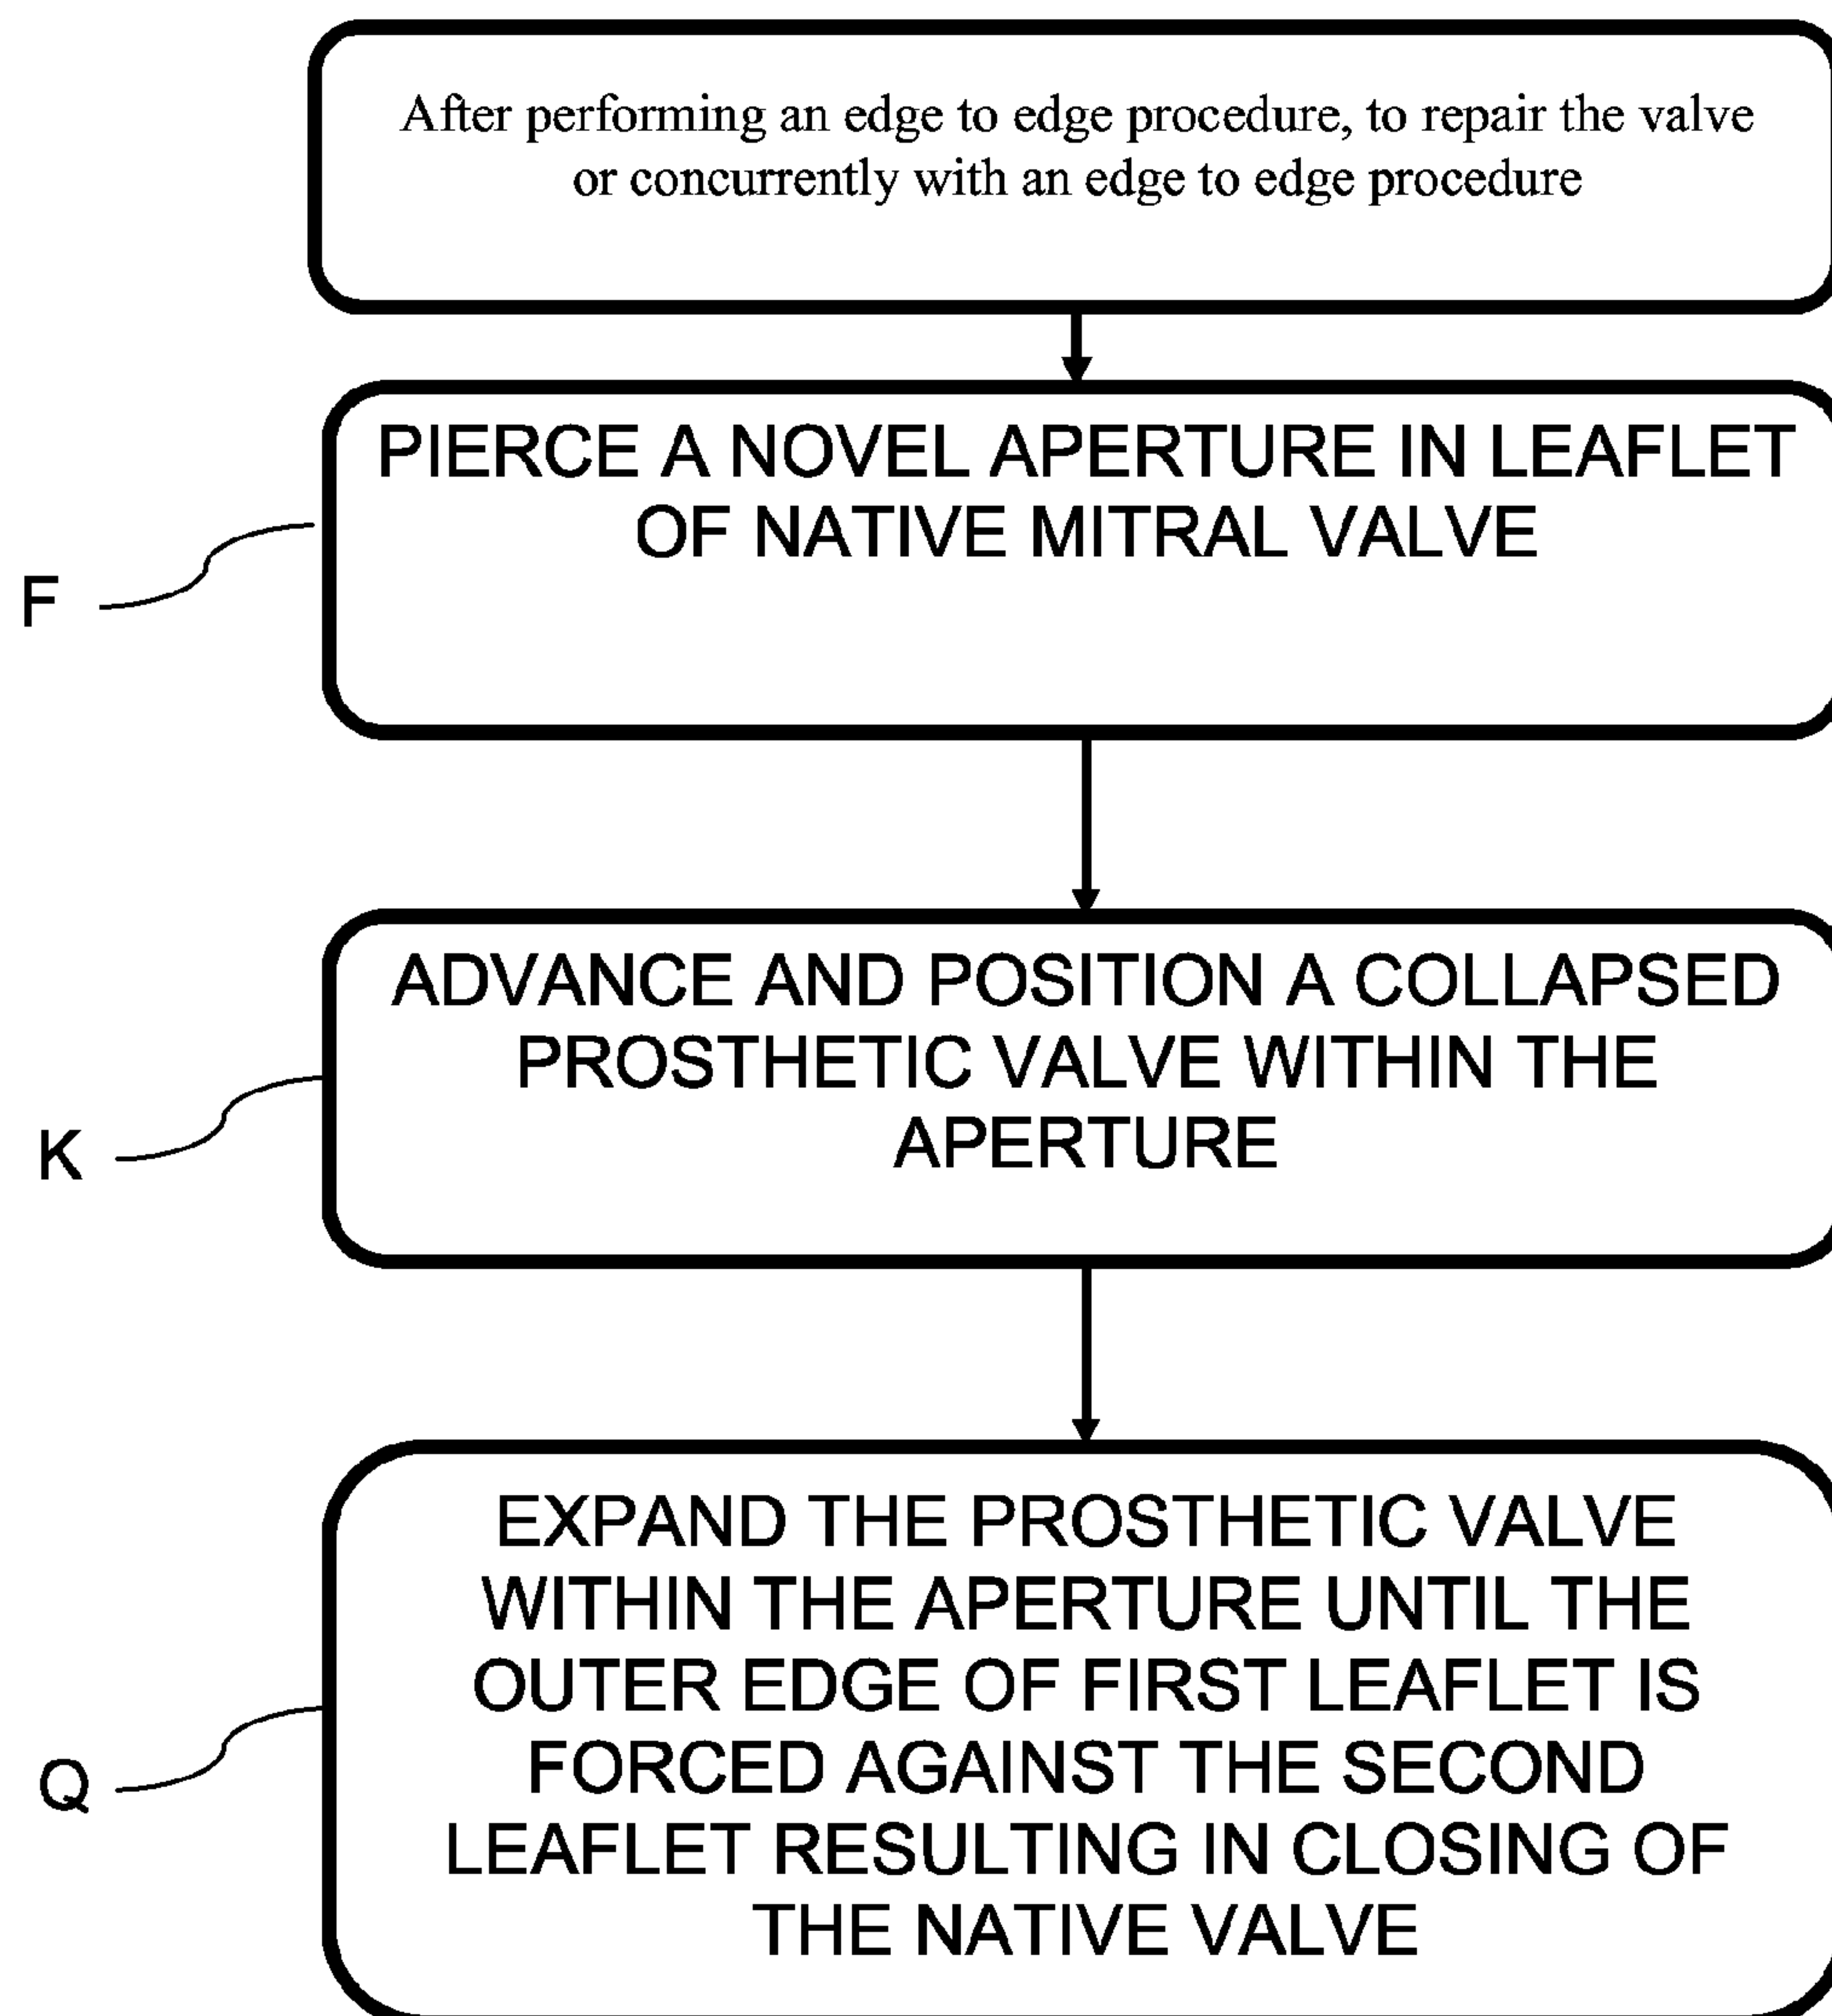 After performing an edge to edge procedure, to repair the valve
or concurrently with an edge to edge procedure
PIERCE A NOVEL APERTURE IN LEAFLET
OF NATIVE MITRAL VALVE
F
ADVANCE AND POSITION A COLLAPSED
PROSTHETIC VALVE WITHIN THE
APERTURE
K
EXPAND THE PROSTHETIC VALVE
WITHIN THE APERTURE UNTIL THE
OUTER EDGE OF FIRST LEAFLET IS
FORCED AGAINST THE SECOND
LEAFLET RESULTING IN CLOSING OF
THE NATIVE VALVE
Q